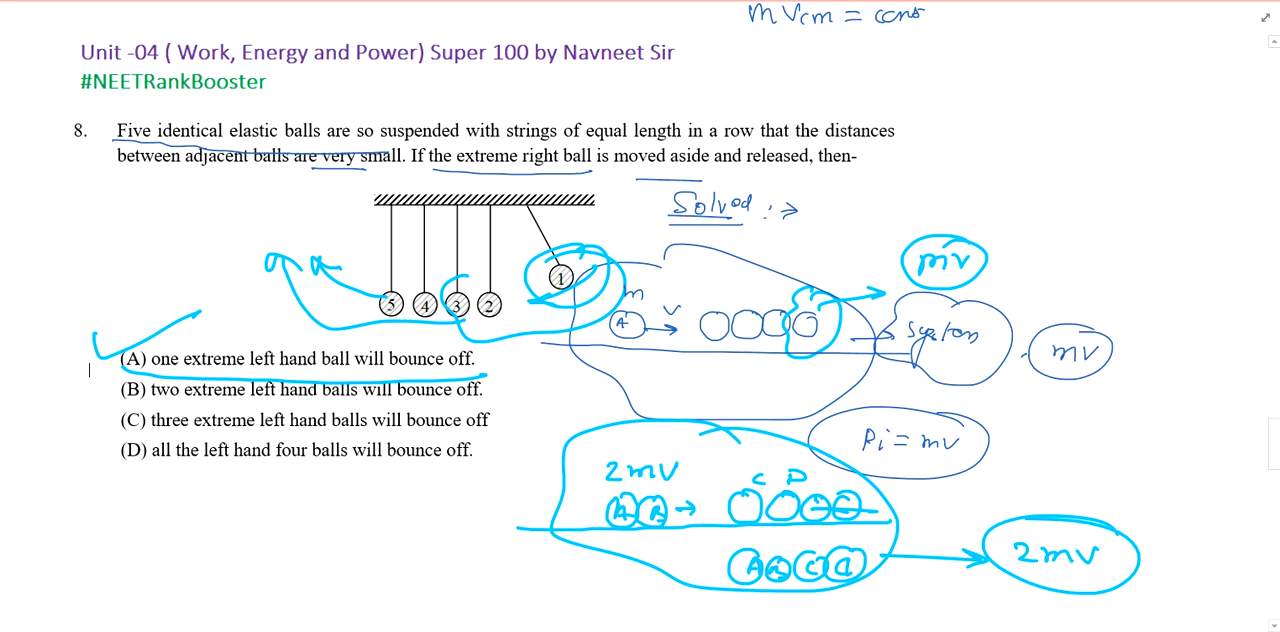 m Vcm = cons
Unit -04 ( Work, Energy and Power) Super 100 by Navneet Sir
#NEETRankBooster
8. Five identical elastic balls are so suspended with strings of equal length in a row that the distances
between adjacent balls are very small. If the extreme right ball is moved aside and released, then-
Solved :⇒
mv
1
m
5 4 3 2
A v
system
mv
(A) one extreme left hand ball will bounce off.
(B) two extreme left hand balls will bounce off.
(C) three extreme left hand balls will bounce off
(D) all the left hand four balls will bounce off.
Pi = mv
2mv
C D
A B →
2mv